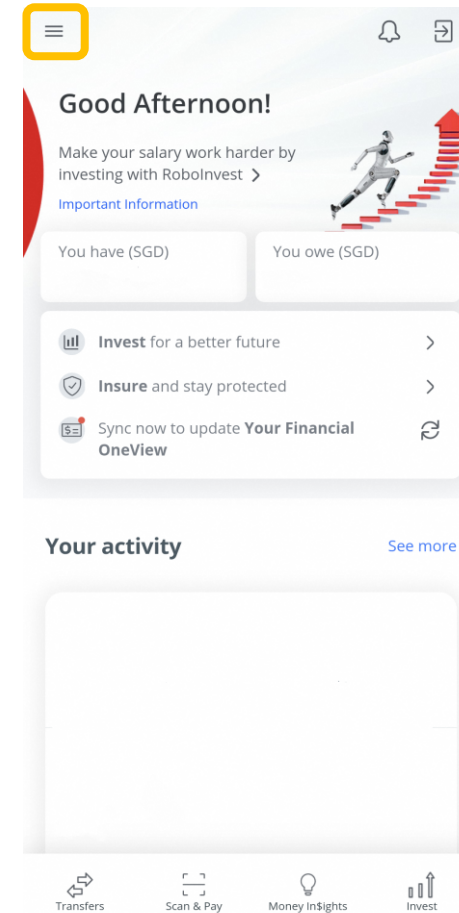 Good Afternoon!
Make your salary work harder by
investing with RoboInvest
Important Information
You have (SGD)
You owe (SGD)
Invest for a better future
Insure and stay protected
Sync now to update Your Financial
OneView
Your activity
See more
Transfers
Scan & Pay
Money In$ights
Invest